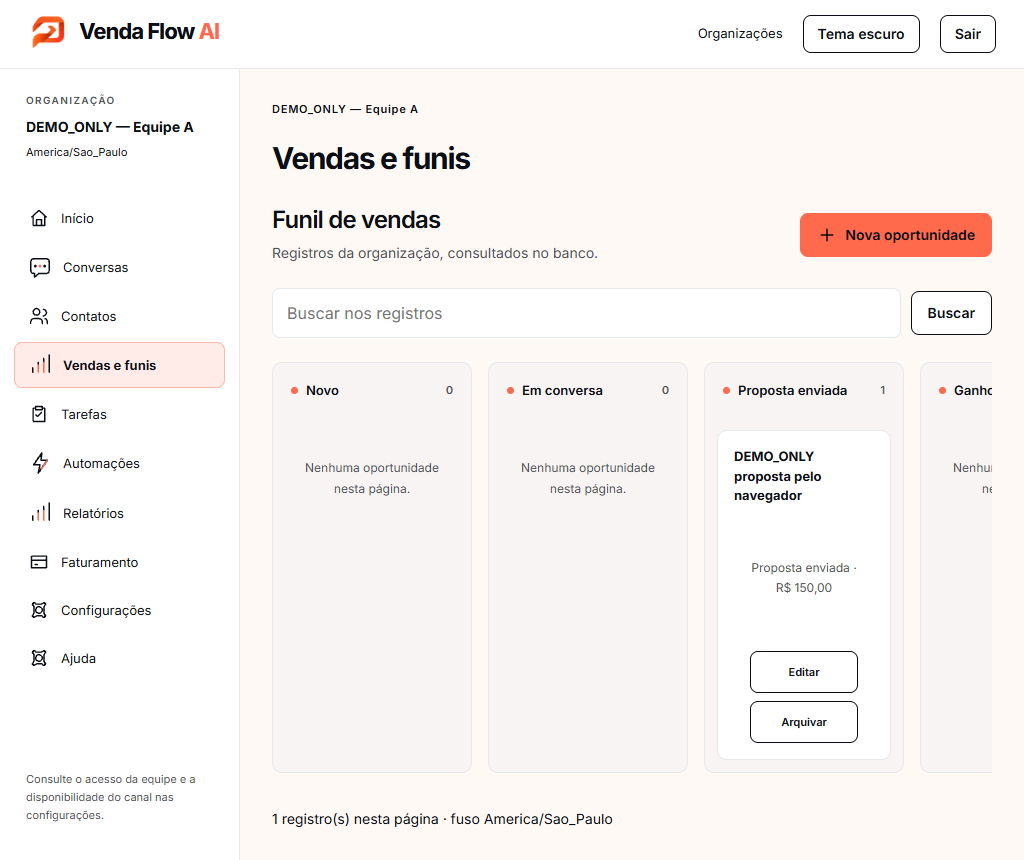 Venda Flow AI
Organizações
Tema escuro
Sair
ORGANIZAÇÃO
DEMO_ONLY — Equipe A
America/Sao_Paulo
Início
Conversas
Contatos
Vendas e funis
Tarefas
Automações
Relatórios
Faturamento
Configurações
Ajuda
Consulte o acesso da equipe e a
disponibilidade do canal nas
configurações.
DEMO_ONLY — Equipe A
Vendas e funis
Funil de vendas
Registros da organização, consultados no banco.
Nova oportunidade
Buscar nos registros
Buscar
Novo 0
Nenhuma oportunidade
nesta página.
Em conversa 0
Nenhuma oportunidade
nesta página.
Proposta enviada 1
DEMO_ONLY
proposta pelo
navegador
Proposta enviada ·
R$ 150,00
Editar
Arquivar
1 registro(s) nesta página · fuso America/Sao_Paulo